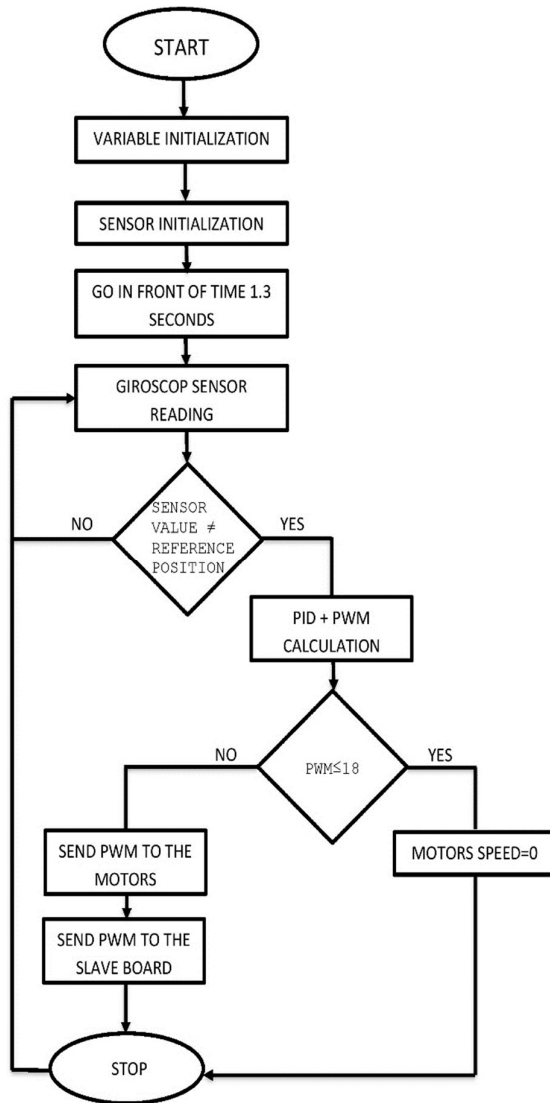 START
VARIABLE INITIALIZATION
SENSOR INITIALIZATION
GO IN FRONT OF TIME 1.3
SECONDS
GIROSCOP SENSOR
READING
NO
SENSOR
VALUE ≠
REFERENCE
POSITION
YES
PID + PWM
CALCULATION
NO
PWM≤18
YES
SEND PWM TO THE
MOTORS
MOTORS SPEED=0
SEND PWM TO THE
SLAVE BOARD
STOP